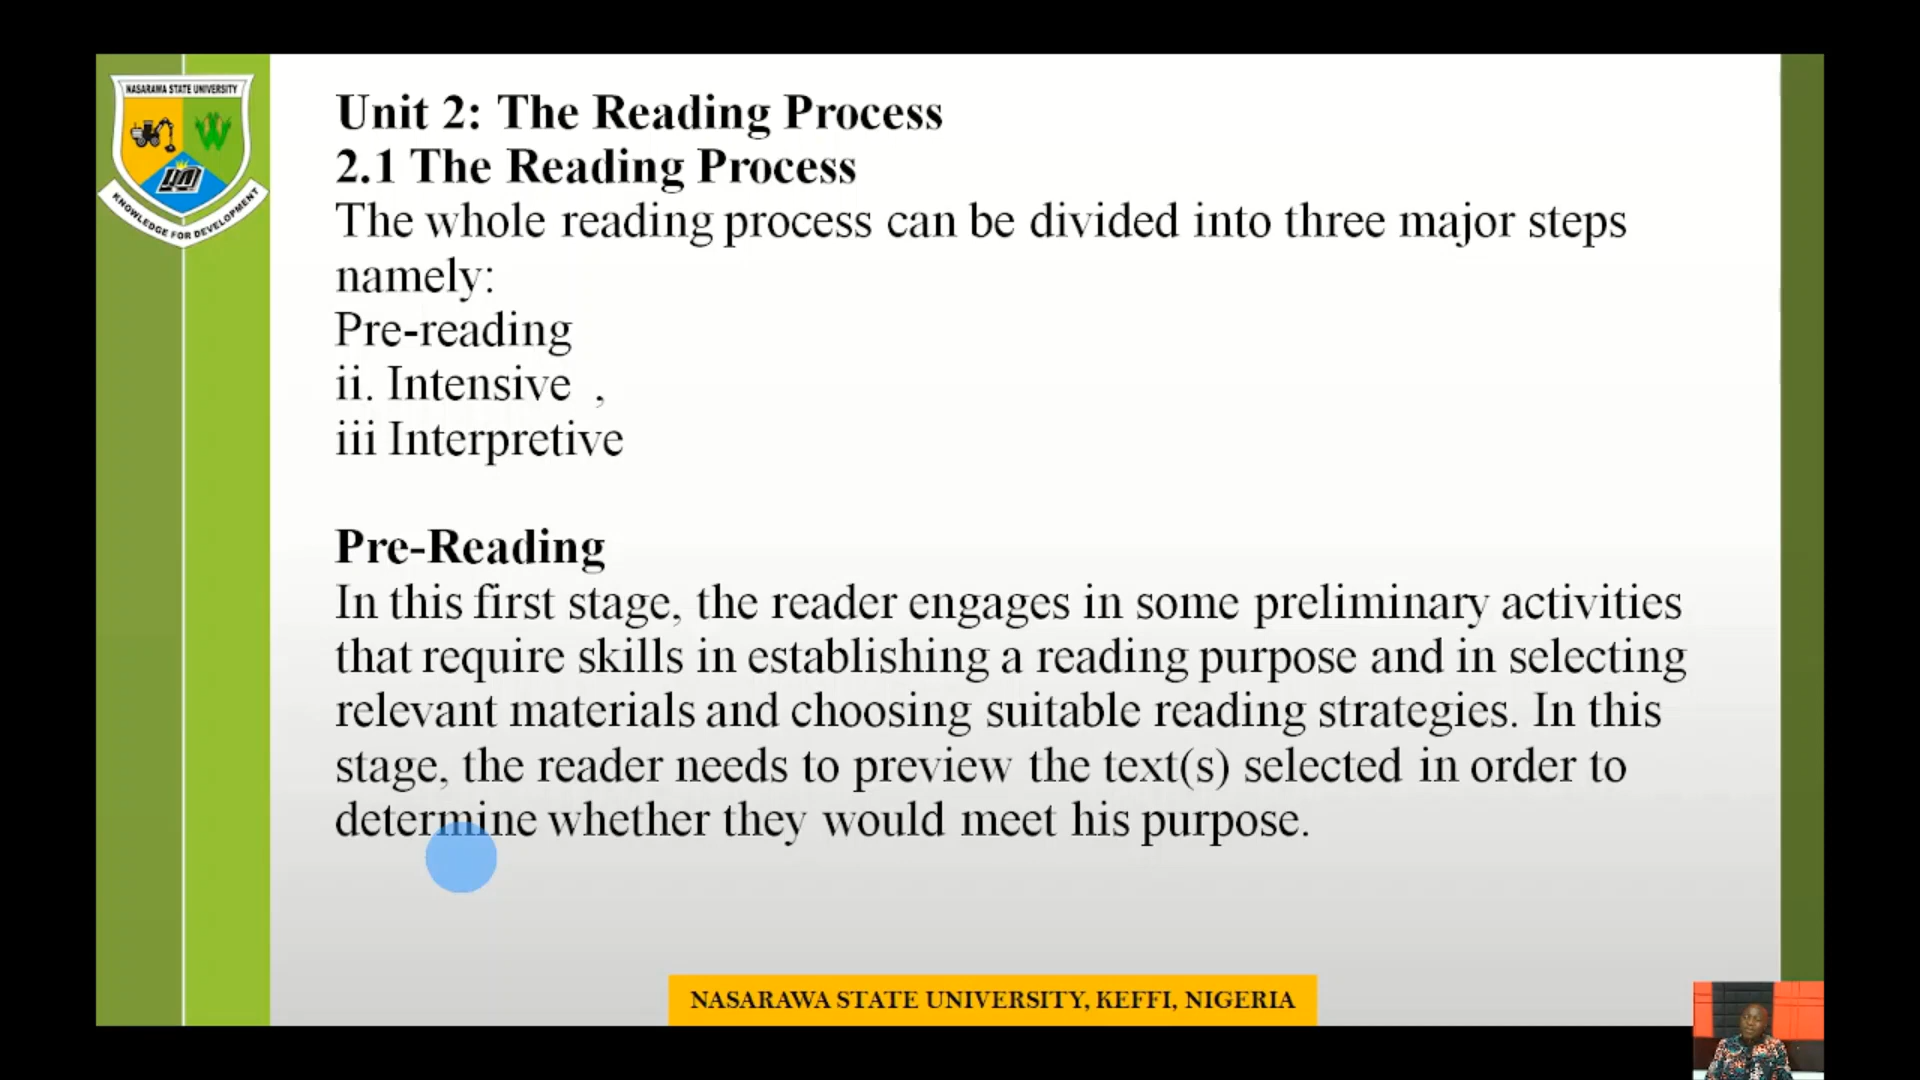 NASARAWA STATE UNIVERSITY
KNOWLEDGE FOR DEVELOPMENT
Unit 2: The Reading Process
2.1 The Reading Process
The whole reading process can be divided into three major steps
namely:
Pre-reading
ii. Intensive ,
iii Interpretive
Pre-Reading
In this first stage, the reader engages in some preliminary activities
that require skills in establishing a reading purpose and in selecting
relevant materials and choosing suitable reading strategies. In this
stage, the reader needs to preview the text(s) selected in order to
determine whether they would meet his purpose.
NASARAWA STATE UNIVERSITY, KEFFI, NIGERIA